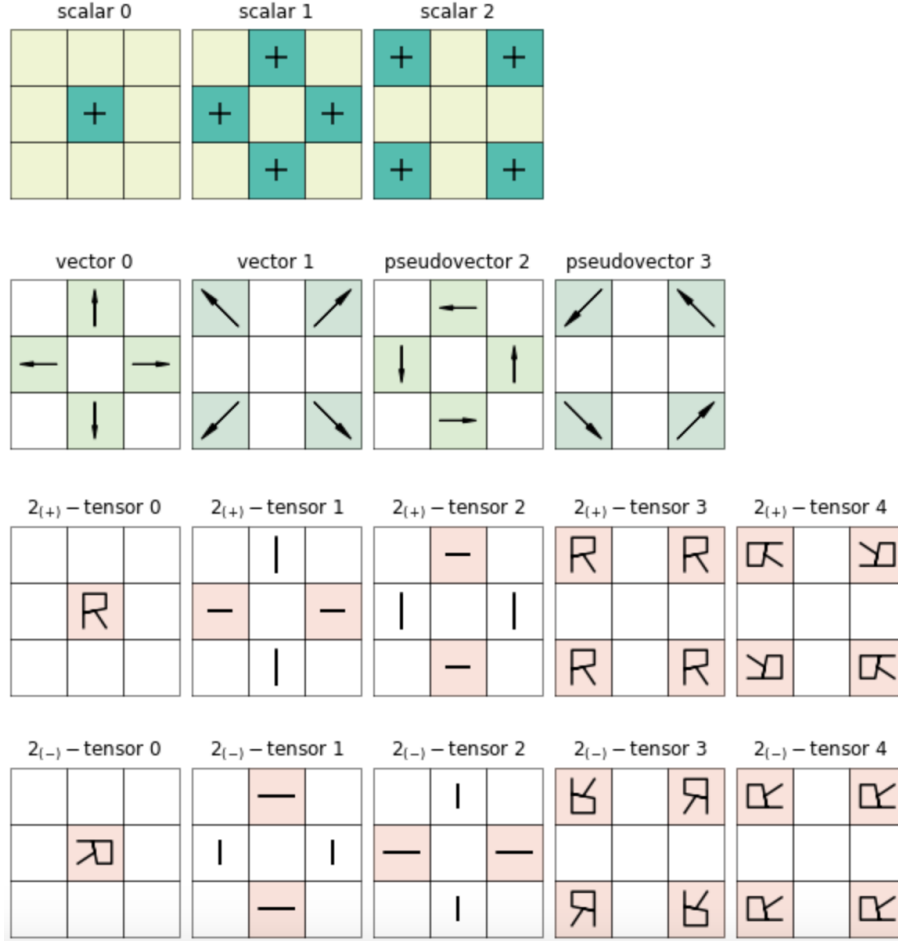 scalar 0 scalar 1 scalar 2
+ + + +
+ + +
+ + +
vector 0 vector 1 pseudovector 2 pseudovector 3
2₍₊₎ − tensor 0 2₍₊₎ − tensor 1 2₍₊₎ − tensor 2 2₍₊₎ − tensor 3 2₍₊₎ − tensor 4
R R
R
R R
2₍₋₎ − tensor 0 2₍₋₎ − tensor 1 2₍₋₎ − tensor 2 2₍₋₎ − tensor 3 2₍₋₎ − tensor 4